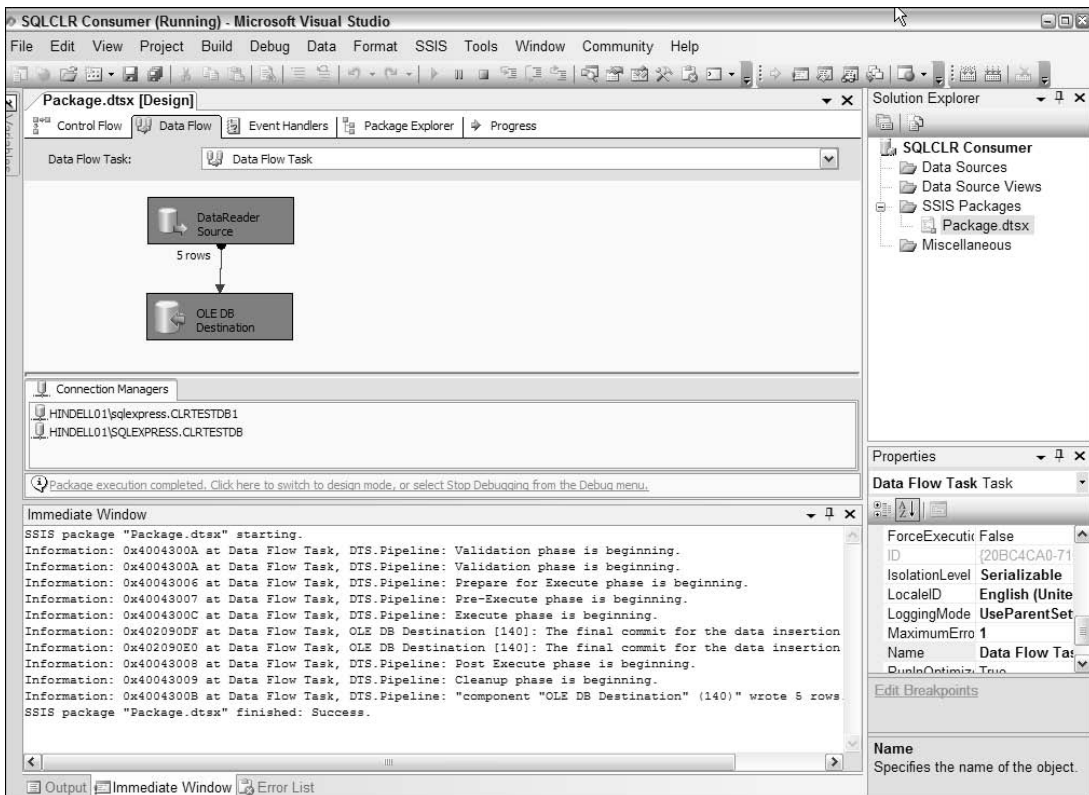 SQLCLR Consumer (Running) - Microsoft Visual Studio
File Edit View Project Build Debug Data Format SSIS Tools Window Community Help
Package.dtsx [Design]
Control Flow Data Flow Event Handlers Package Explorer Progress
Data Flow Task: Data Flow Task
DataReader
Source
5 rows
OLE DB
Destination
Connection Managers
HINDELL01\sqlexpress.CLRTESTDB1
HINDELL01\SQLEXPRESS.CLRTESTDB
Package execution completed. Click here to switch to design mode, or select Stop Debugging from the Debug menu.
Immediate Window
SSIS package "Package.dtsx" starting.
Information: 0x4004300A at Data Flow Task, DTS.Pipeline: Validation phase is beginning.
Information: 0x4004300A at Data Flow Task, DTS.Pipeline: Validation phase is beginning.
Information: 0x40043006 at Data Flow Task, DTS.Pipeline: Prepare for Execute phase is beginning.
Information: 0x40043007 at Data Flow Task, DTS.Pipeline: Pre-Execute phase is beginning.
Information: 0x4004300C at Data Flow Task, DTS.Pipeline: Execute phase is beginning.
Information: 0x402090DF at Data Flow Task, OLE DB Destination [140]: The final commit for the data insertion
Information: 0x402090E0 at Data Flow Task, OLE DB Destination [140]: The final commit for the data insertion
Information: 0x40043008 at Data Flow Task, DTS.Pipeline: Post Execute phase is beginning.
Information: 0x40043009 at Data Flow Task, DTS.Pipeline: Cleanup phase is beginning.
Information: 0x4004300B at Data Flow Task, DTS.Pipeline: "component "OLE DB Destination" (140)" wrote 5 rows.
SSIS package "Package.dtsx" finished: Success.
Output Immediate Window Error List
Solution Explorer
SQLCLR Consumer
Data Sources
Data Source Views
SSIS Packages
Package.dtsx
Miscellaneous
Properties
Data Flow Task Task
ForceExecutic False
ID {20BC4CA0-71
IsolationLevel Serializable
LocaleID English (Unite
LoggingMode UseParentSet
MaximumErro 1
Name Data Flow Tas
RunInOptimiz True
Edit Breakpoints
Name
Specifies the name of the object.